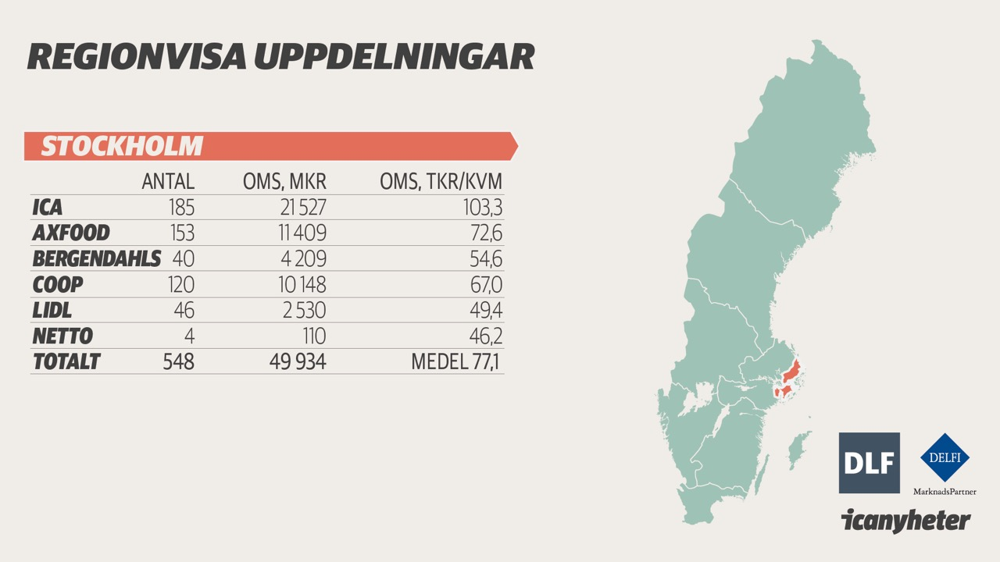 REGIONVISA UPPDELNINGAR
STOCKHOLM
ANTAL OMS, MKR OMS, TKR/KVM
ICA 185 21 527 103,3
AXFOOD 153 11 409 72,6
BERGENDAHLS 40 4 209 54,6
COOP 120 10 148 67,0
LIDL 46 2 530 49,4
NETTO 4 110 46,2
TOTALT 548 49 934 MEDEL 77,1
DLF
DELFI
MarknadsPartner
icanyheter